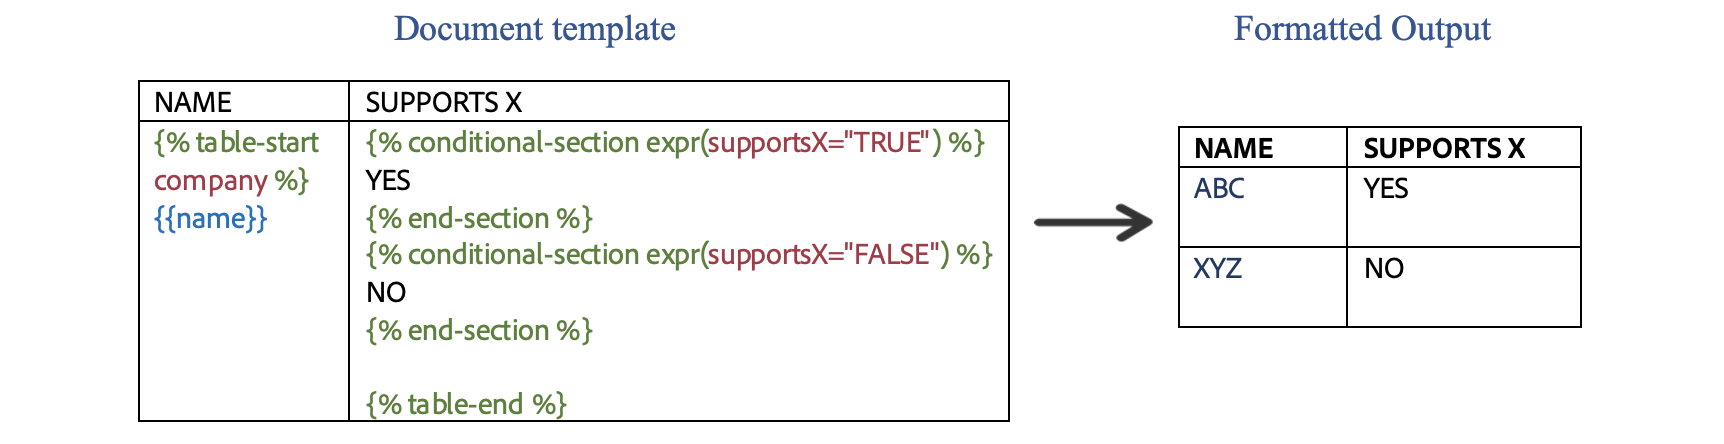 Document template
NAME
SUPPORTS X
{% table-start
company %}
{{name}}
{% conditional-section expr(supportsX="TRUE") %}
YES
{% end-section %}
{% conditional-section expr(supportsX="FALSE") %}
NO
{% end-section %}
{% table-end %}
Formatted Output
NAME
SUPPORTS X
ABC
YES
XYZ
NO